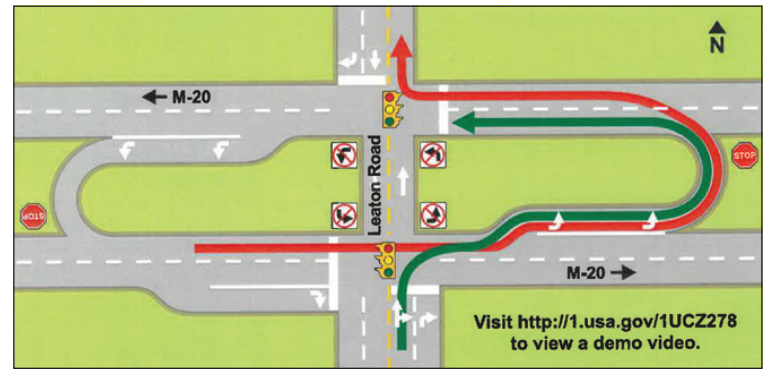 N
M-20
STOP
Leaton Road
STOP
M-20
Visit http://1.usa.gov/1UCZ278
to view a demo video.